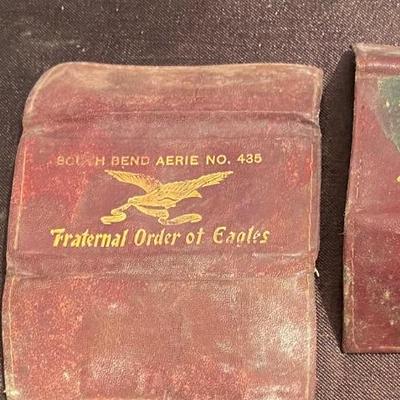 SOUTH BEND AERIE NO. 435
Fraternal Order of Eagles